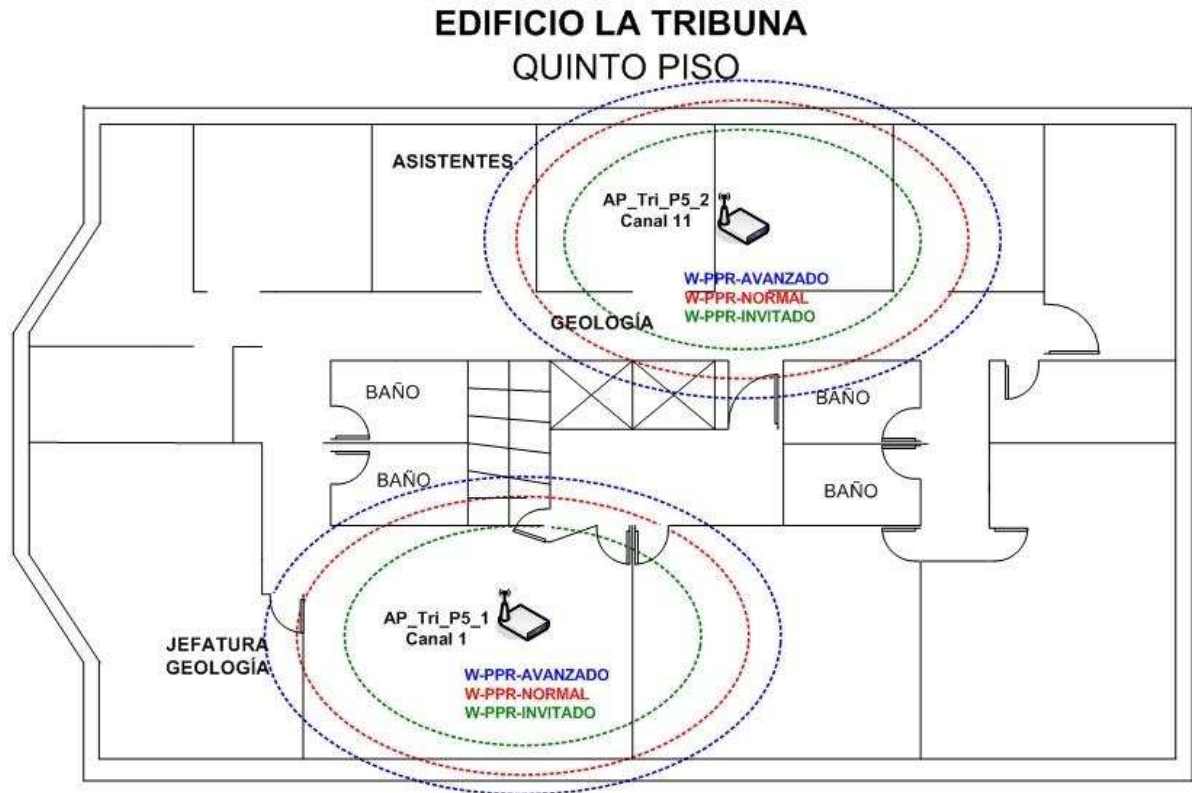 EDIFICIO LA TRIBUNA
QUINTO PISO
ASISTENTES
AP_Tri_P5_2
Canal 11
W-PPR-AVANZADO
W-PPR-NORMAL
W-PPR-INVITADO
GEOLOGÍA
BAÑO
BAÑO
BAÑO
BAÑO
AP_Tri_P5_1
Canal 1
JEFATURA
GEOLOGÍA
W-PPR-AVANZADO
W-PPR-NORMAL
W-PPR-INVITADO